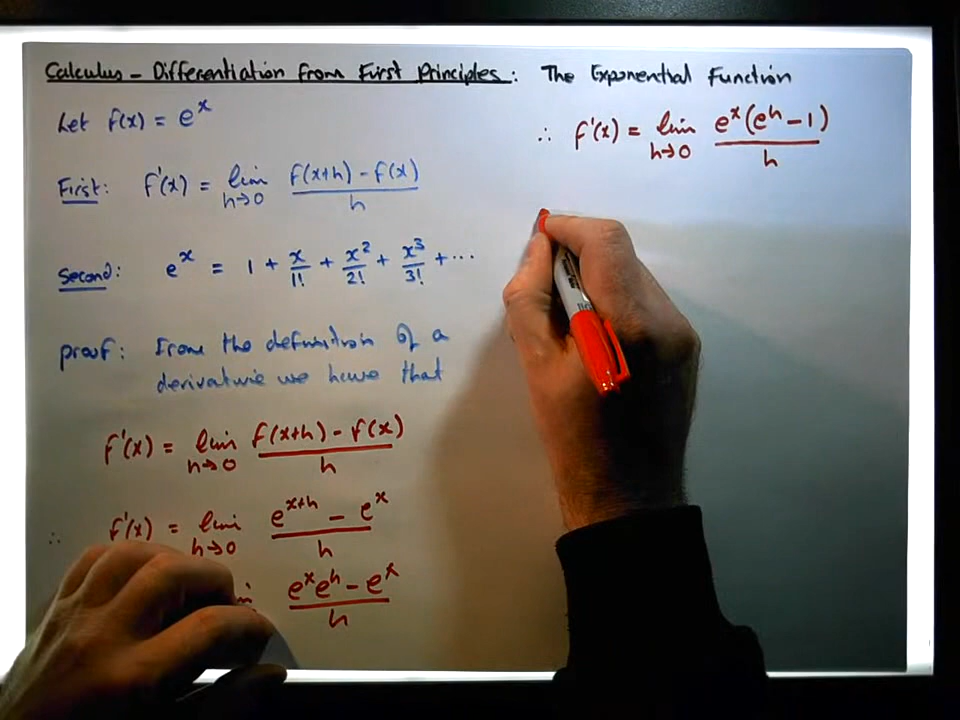 Calculus - Differentiation from First Principles: The Exponential Function
Let f(x) = e^x
First: f'(x) = lim h→0 (f(x+h) - f(x))/h
Second: e^x = 1 + x/1! + x^2/2! + x^3/3! + ...
proof: From the definition of a
derivative we have that
f'(x) = lim h→0 (f(x+h) - f(x))/h
∴ f'(x) = lim h→0 (e^(x+h) - e^x)/h
(e^x e^h - e^x)/h
∴ f'(x) = lim h→0 (e^x(e^h - 1))/h